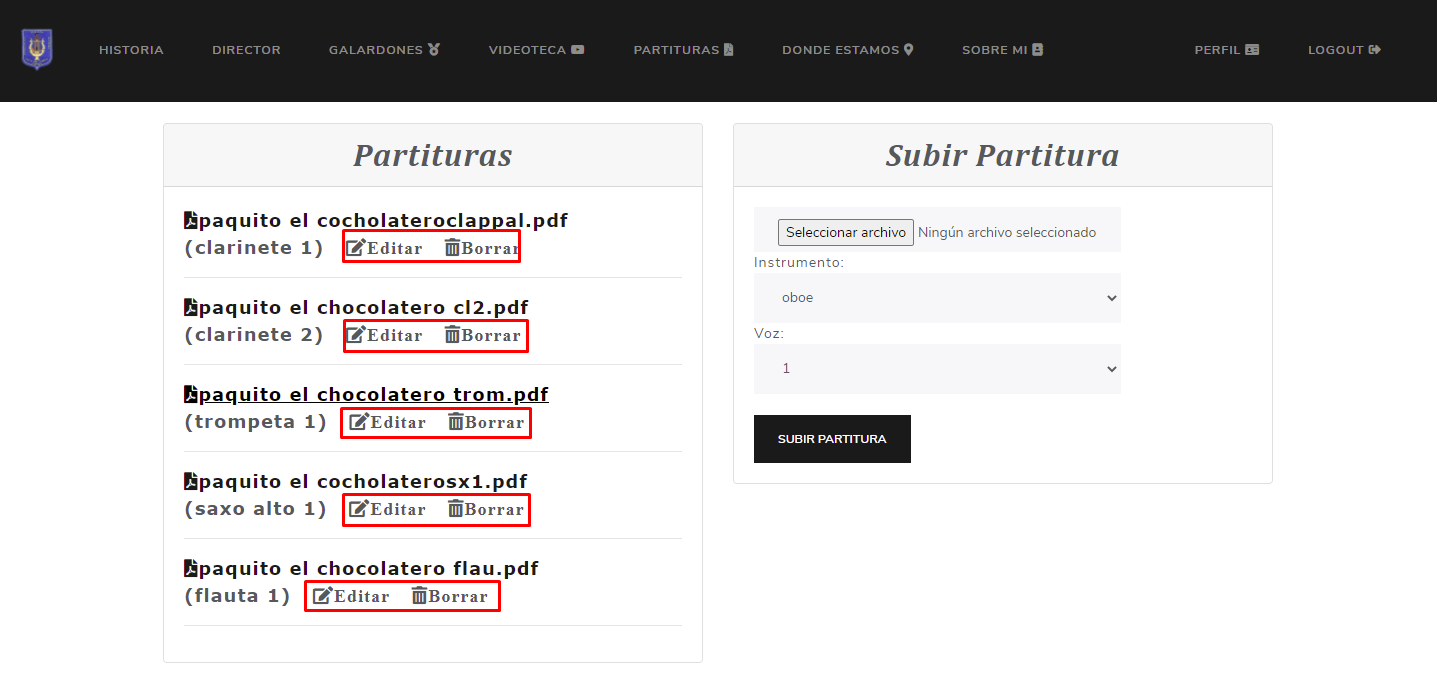 HISTORIA
DIRECTOR
GALARDONES
VIDEOTECA
PARTITURAS
DONDE ESTAMOS
SOBRE MI
PERFIL
LOGOUT
Partituras
paquito el cocholateroclappal.pdf
(clarinete 1) Editar Borrar
paquito el chocolatero cl2.pdf
(clarinete 2) Editar Borrar
paquito el chocolatero trom.pdf
(trompeta 1) Editar Borrar
paquito el cocholaterosx1.pdf
(saxo alto 1) Editar Borrar
paquito el chocolatero flau.pdf
(flauta 1) Editar Borrar
Subir Partitura
Seleccionar archivo Ningún archivo seleccionado
Instrumento:
oboe
Voz:
1
SUBIR PARTITURA